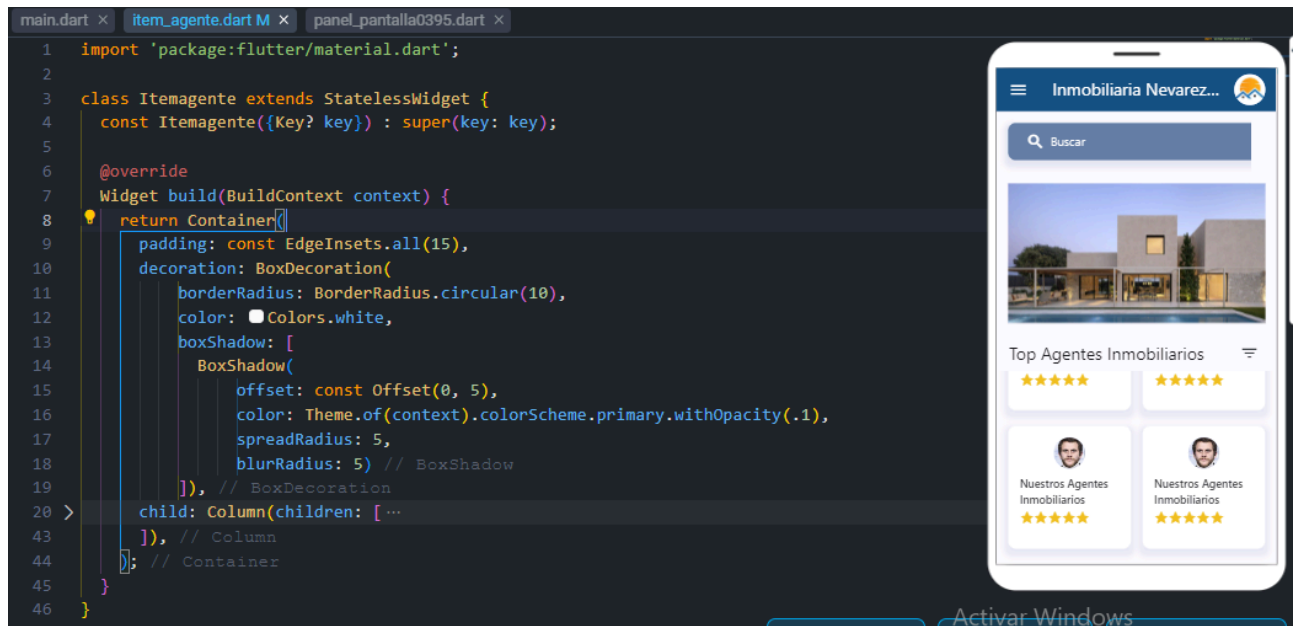 main.dart × item_agente.dart M × panel_pantalla0395.dart ×
1 import 'package:flutter/material.dart';
2
3 class Itemagente extends StatelessWidget {
4 const Itemagente({Key? key}) : super(key: key);
5
6 @override
7 Widget build(BuildContext context) {
8 return Container(
9 padding: const EdgeInsets.all(15),
10 decoration: BoxDecoration(
11 borderRadius: BorderRadius.circular(10),
12 color: Colors.white,
13 boxShadow: [
14 BoxShadow(
15 offset: const Offset(0, 5),
16 color: Theme.of(context).colorScheme.primary.withOpacity(.1),
17 spreadRadius: 5,
18 blurRadius: 5) // BoxShadow
19 ]), // BoxDecoration
20 child: Column(children: [ ...
43 ]), // Column
44 ); // Container
45 }
46 }
Inmobiliaria Nevarez...
Buscar
Top Agentes Inmobiliarios
Nuestros Agentes
Inmobiliarios
Nuestros Agentes
Inmobiliarios
Activar Windows